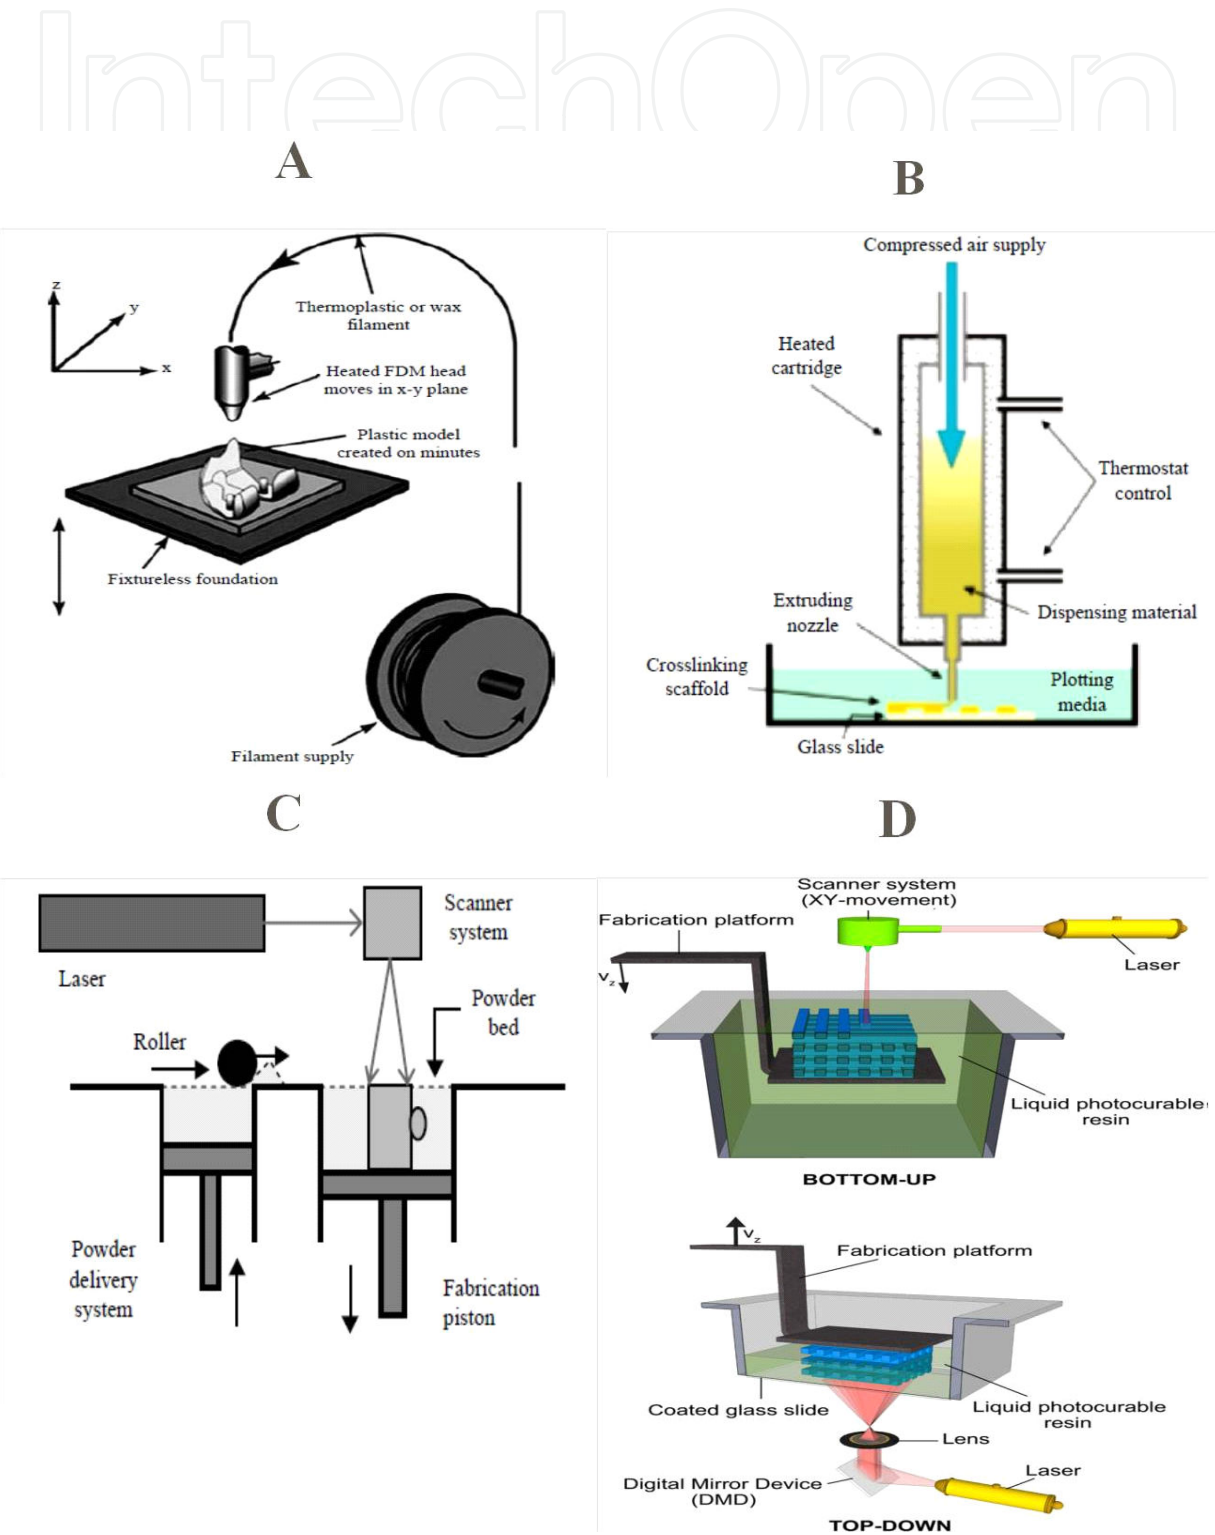 IntechOpen
A
B
z
y
x
Thermoplastic or wax
filament
Heated FDM head
moves in x-y plane
Plastic model
created on minutes
Fixtureless foundation
Filament supply
Compressed air supply
Heated
cartridge
Thermostat
control
Extruding
nozzle
Dispensing material
Crosslinking
scaffold
Plotting
media
Glass slide
C
D
Scanner
system
Laser
Powder
bed
Roller
Powder
delivery
system
Fabrication
piston
Scanner system
(XY-movement)
Fabrication platform
Laser
vz
Liquid photocurable
resin
BOTTOM-UP
vz
Fabrication platform
Coated glass slide
Liquid photocurable
resin
Lens
Laser
Digital Mirror Device
(DMD)
TOP-DOWN